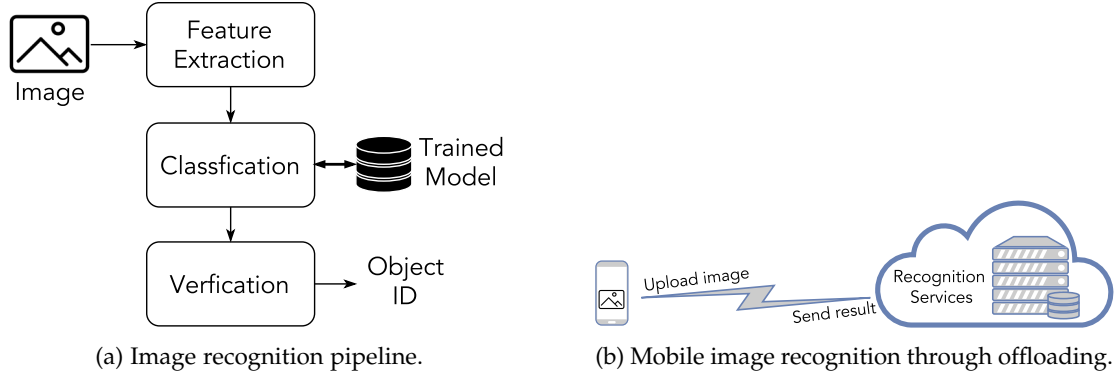 Feature
Extraction
Image
Classfication
Trained
Model
Verfication
Object
ID
(a) Image recognition pipeline.
Upload image
Send result
Recognition
Services
(b) Mobile image recognition through offloading.